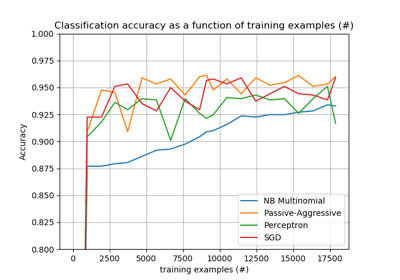 Classification accuracy as a function of training examples (#)
1.000
0.975
0.950
0.925
0.900
0.875
0.850
0.825
0.800
Accuracy
NB Multinomial
Passive-Aggressive
Perceptron
SGD
0 2500 5000 7500 10000 12500 15000 17500
training examples (#)